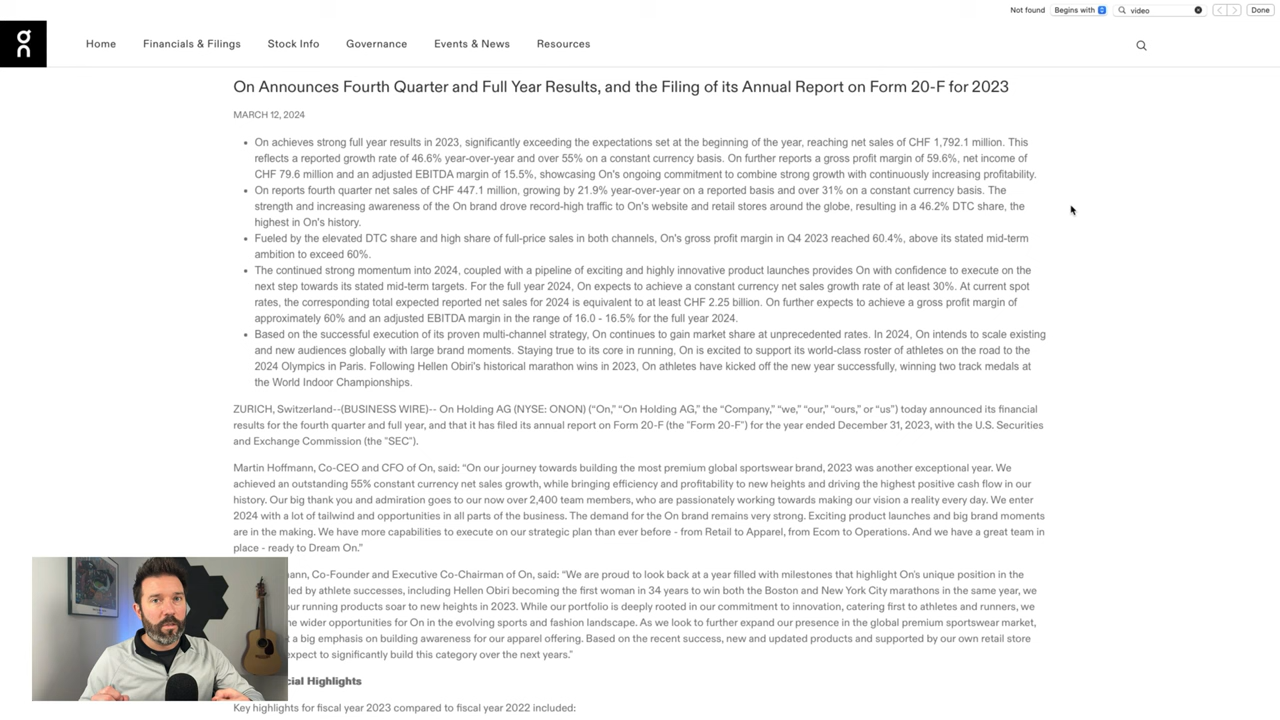 Not found Begins with video Done
on
Home Financials & Filings Stock Info Governance Events & News Resources
On Announces Fourth Quarter and Full Year Results, and the Filing of its Annual Report on Form 20-F for 2023
MARCH 12, 2024
• On achieves strong full year results in 2023, significantly exceeding the expectations set at the beginning of the year, reaching net sales of CHF 1,792.1 million. This
reflects a reported growth rate of 46.6% year-over-year and over 55% on a constant currency basis. On further reports a gross profit margin of 59.6%, net income of
CHF 79.6 million and an adjusted EBITDA margin of 15.5%, showcasing On's ongoing commitment to combine strong growth with continuously increasing profitability.
• On reports fourth quarter net sales of CHF 447.1 million, growing by 21.9% year-over-year on a reported basis and over 31% on a constant currency basis. The
strength and increasing awareness of the On brand drove record-high traffic to On's website and retail stores around the globe, resulting in a 46.2% DTC share, the
highest in On's history.
• Fueled by the elevated DTC share and high share of full-price sales in both channels, On's gross profit margin in Q4 2023 reached 60.4%, above its stated mid-term
ambition to exceed 60%.
• The continued strong momentum into 2024, coupled with a pipeline of exciting and highly innovative product launches provides On with confidence to execute on the
next step towards its stated mid-term targets. For the full year 2024, On expects to achieve a constant currency net sales growth rate of at least 30%. At current spot
rates, the corresponding total expected reported net sales for 2024 is equivalent to at least CHF 2.25 billion. On further expects to achieve a gross profit margin of
approximately 60% and an adjusted EBITDA margin in the range of 16.0 - 16.5% for the full year 2024.
• Based on the successful execution of its proven multi-channel strategy, On continues to gain market share at unprecedented rates. In 2024, On intends to scale existing
and new audiences globally with large brand moments. Staying true to its core in running, On is excited to support its world-class roster of athletes on the road to the
2024 Olympics in Paris. Following Hellen Obiri's historical marathon wins in 2023, On athletes have kicked off the new year successfully, winning two track medals at
the World Indoor Championships.
ZURICH, Switzerland--(BUSINESS WIRE)-- On Holding AG (NYSE: ONON) (“On,” “On Holding AG,” the “Company,” “we,” “our,” “ours,” or “us”) today announced its financial
results for the fourth quarter and full year, and that it has filed its annual report on Form 20-F (the "Form 20-F") for the year ended December 31, 2023, with the U.S. Securities
and Exchange Commission (the "SEC").
Martin Hoffmann, Co-CEO and CFO of On, said: “On our journey towards building the most premium global sportswear brand, 2023 was another exceptional year. We
achieved an outstanding 55% constant currency net sales growth, while bringing efficiency and profitability to new heights and driving the highest positive cash flow in our
history. Our big thank you and admiration goes to our now over 2,400 team members, who are passionately working towards making our vision a reality every day. We enter
2024 with a lot of tailwind and opportunities in all parts of the business. The demand for the On brand remains very strong. Exciting product launches and big brand moments
are in the making. We have more capabilities to execute on our strategic plan than ever before - from Retail to Apparel, from Ecom to Operations. And we have a great team in
place - ready to Dream On.”
mann, Co-Founder and Executive Co-Chairman of On, said: “We are proud to look back at a year filled with milestones that highlight On's unique position in the
led by athlete successes, including Hellen Obiri becoming the first woman in 34 years to win both the Boston and New York City marathons in the same year, we
our running products soar to new heights in 2023. While our portfolio is deeply rooted in our commitment to innovation, catering first to athletes and runners, we
he wider opportunities for On in the evolving sports and fashion landscape. As we look to further expand our presence in the global premium sportswear market,
t a big emphasis on building awareness for our apparel offering. Based on the recent success, new and updated products and supported by our own retail store
xpect to significantly build this category over the next years.”
cial Highlights
Key highlights for fiscal year 2023 compared to fiscal year 2022 included: